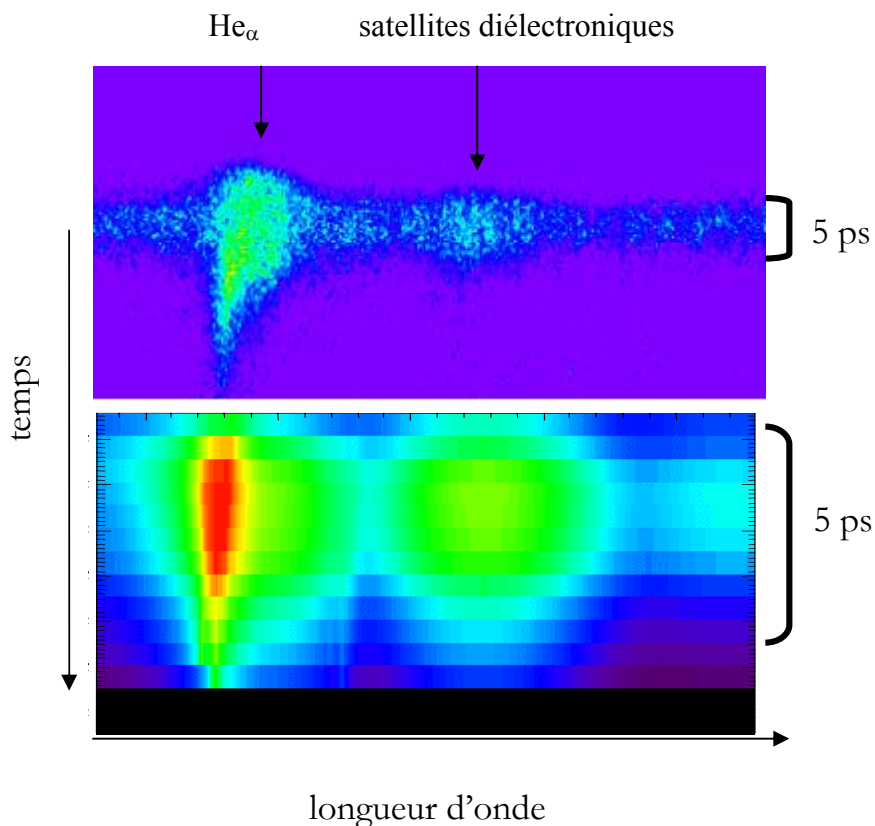 Heα satellites diélectroniques
5 ps
temps
5 ps
longueur d'onde